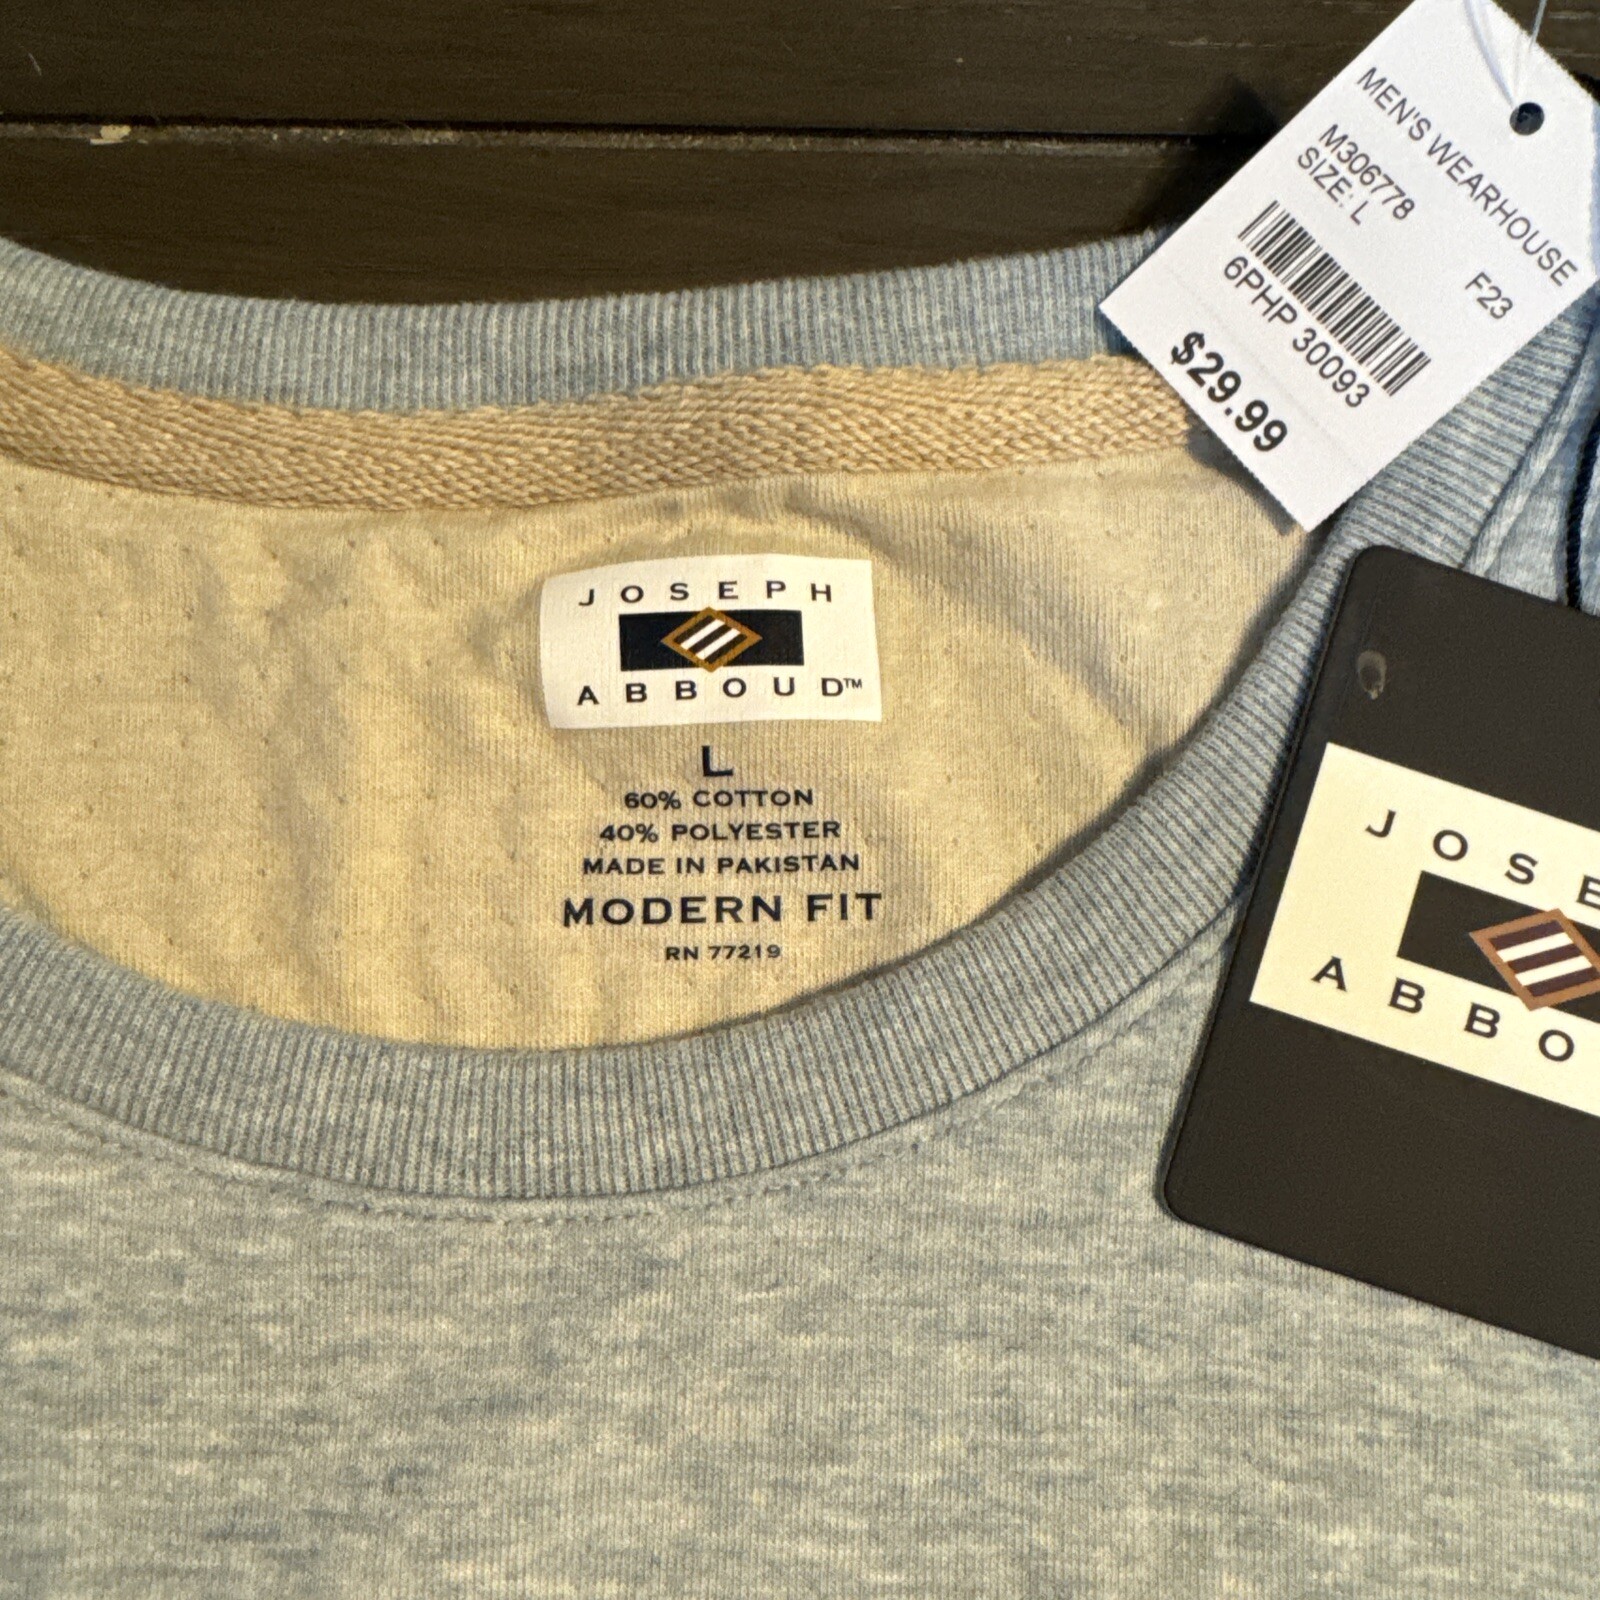 MEN'S WEARHOUSE
M306778
SIZE: L
F23
6PHP 30093
$29.99
JOSEPH
ABBOUD™
L
60% COTTON
40% POLYESTER
MADE IN PAKISTAN
MODERN FIT
RN 77219
JOSE
ABBO